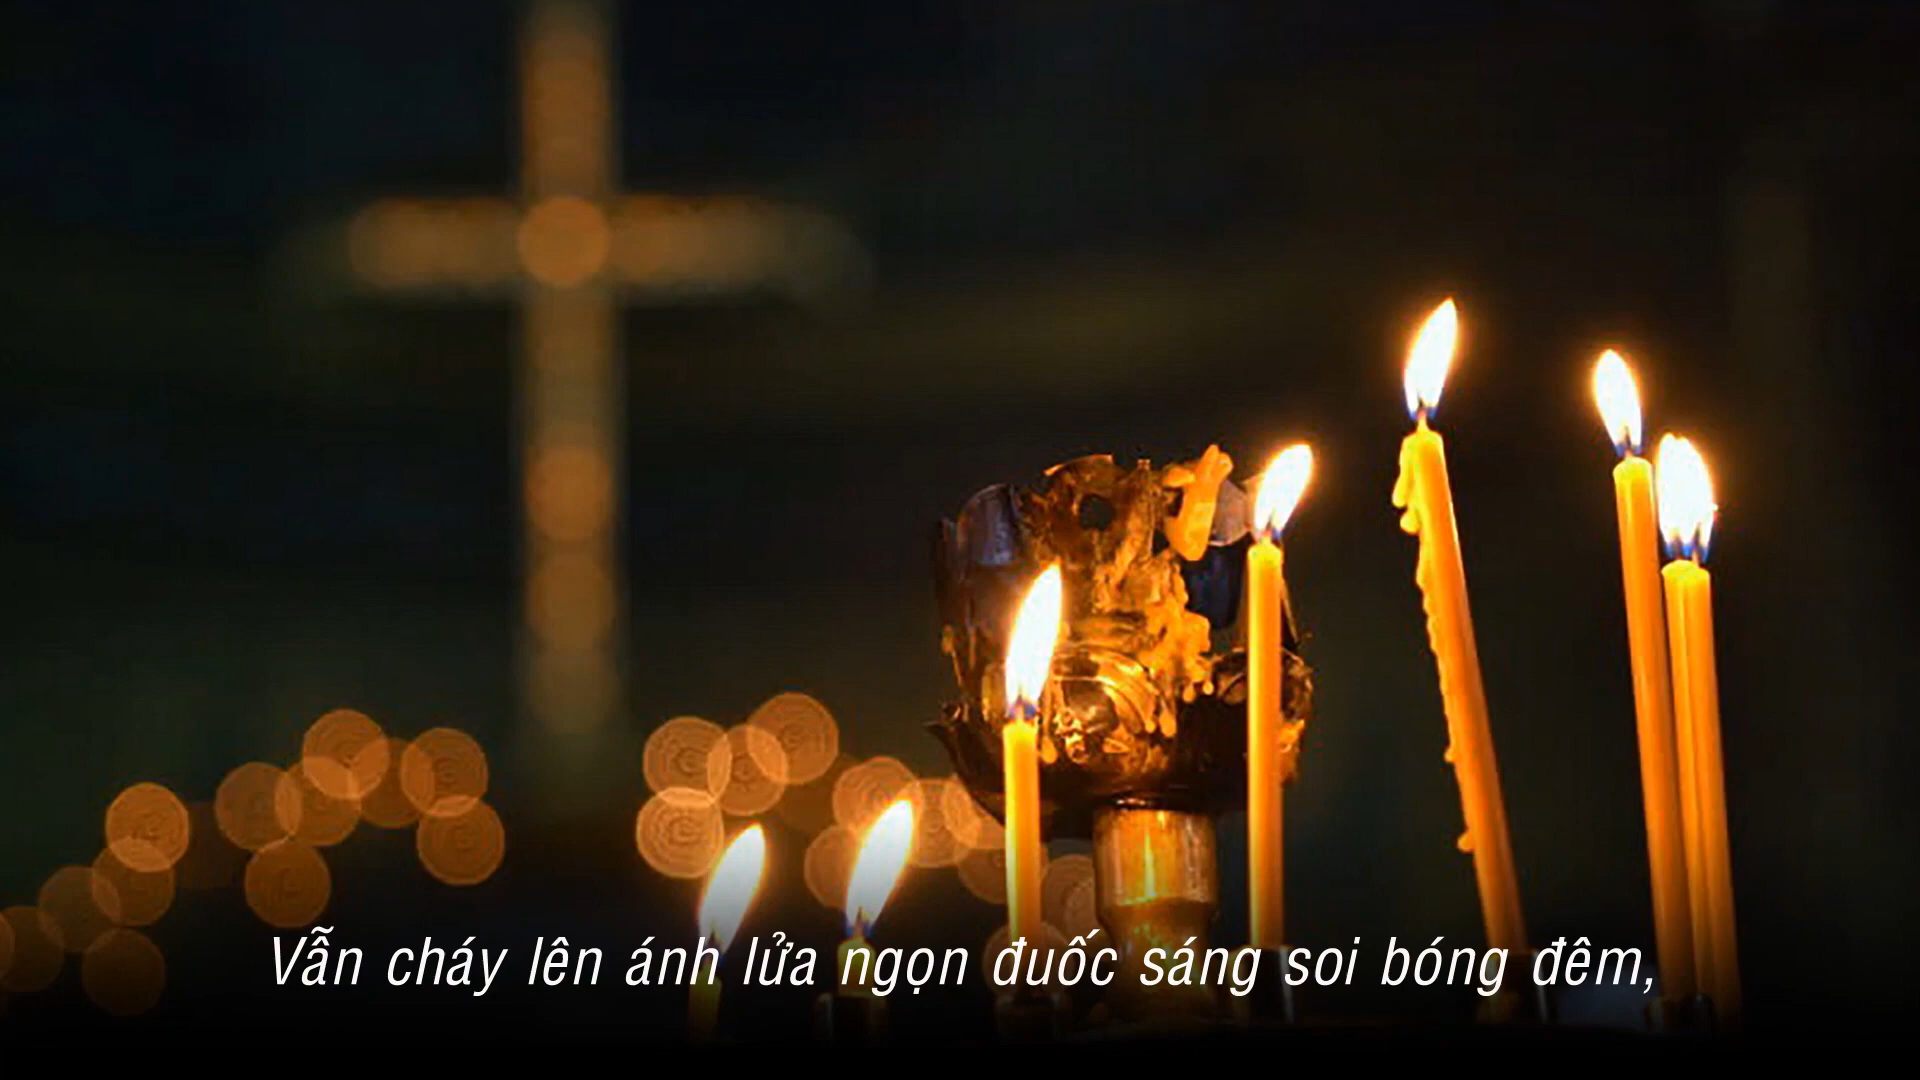 Vẫn cháy lên ánh lửa ngọn đuốc sáng soi bóng đêm,